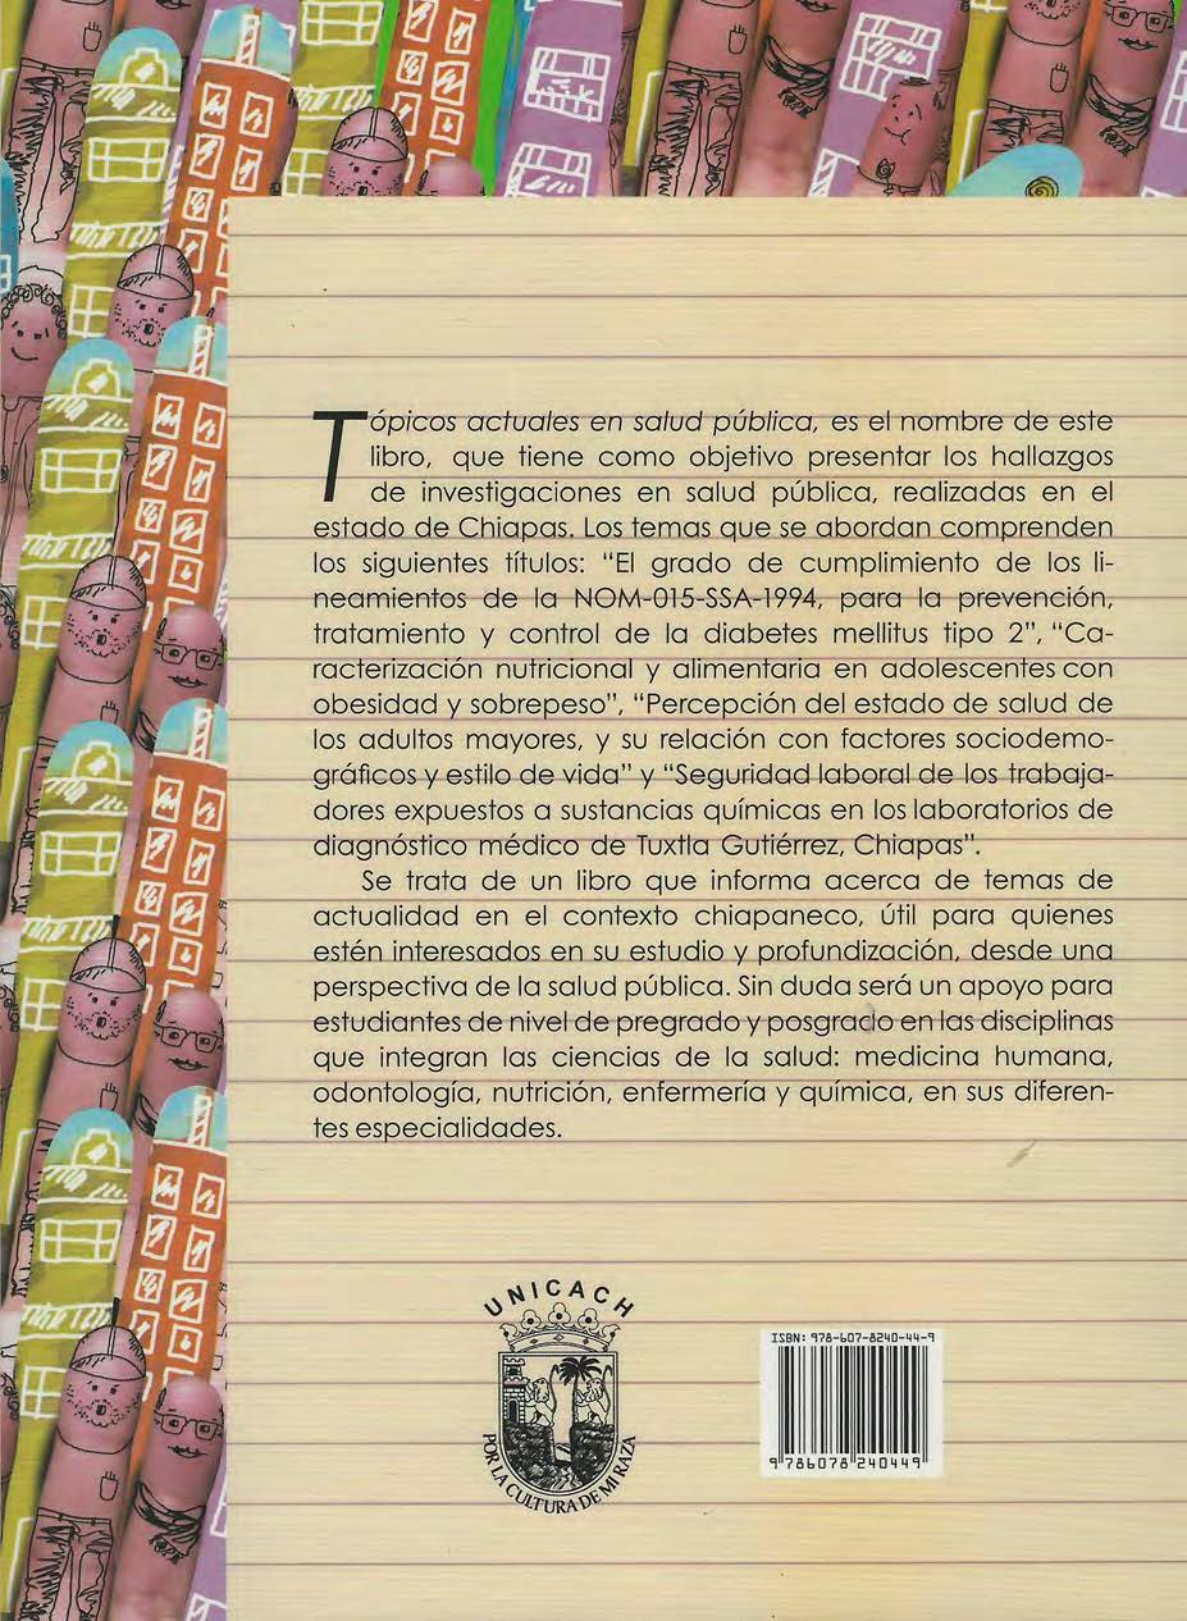 Tópicos actuales en salud pública, es el nombre de este
libro, que tiene como objetivo presentar los hallazgos
de investigaciones en salud pública, realizadas en el
estado de Chiapas. Los temas que se abordan comprenden
los siguientes títulos: “El grado de cumplimiento de los li-
neamientos de la NOM-015-SSA-1994, para la prevención,
tratamiento y control de la diabetes mellitus tipo 2”, “Ca-
racterización nutricional y alimentaria en adolescentes con
obesidad y sobrepeso”, “Percepción del estado de salud de
los adultos mayores, y su relación con factores sociodemo-
gráficos y estilo de vida” y “Seguridad laboral de los trabaja-
dores expuestos a sustancias químicas en los laboratorios de
diagnóstico médico de Tuxtla Gutiérrez, Chiapas”.
Se trata de un libro que informa acerca de temas de
actualidad en el contexto chiapaneco, útil para quienes
estén interesados en su estudio y profundización, desde una
perspectiva de la salud pública. Sin duda será un apoyo para
estudiantes de nivel de pregrado y posgrado en las disciplinas
que integran las ciencias de la salud: medicina humana,
odontología, nutrición, enfermería y química, en sus diferen-
tes especialidades.
UNICACH
POR LA CULTURA DE MI RAZA
ISBN: 978-607-8240-44-9
9 786078 240449